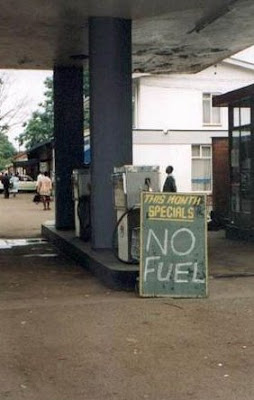 THIS MONTH
SPECIALS
NO
FUEL